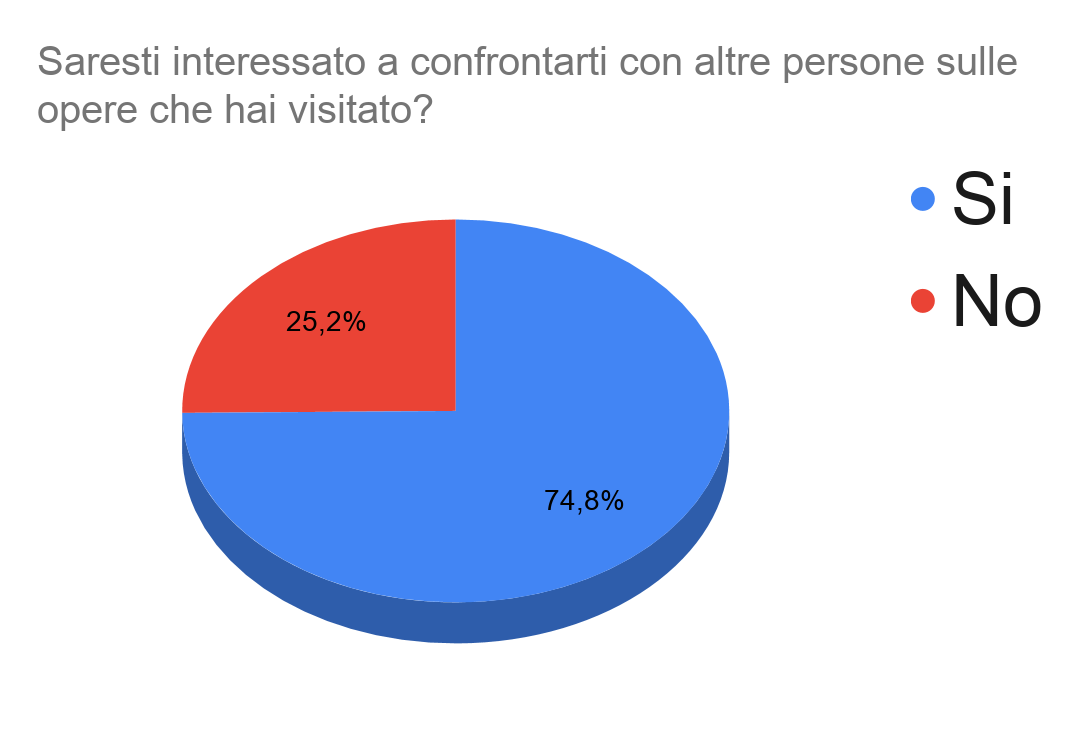 Saresti interessato a confrontarti con altre persone sulle
opere che hai visitato?
Si
No
25,2%
74,8%